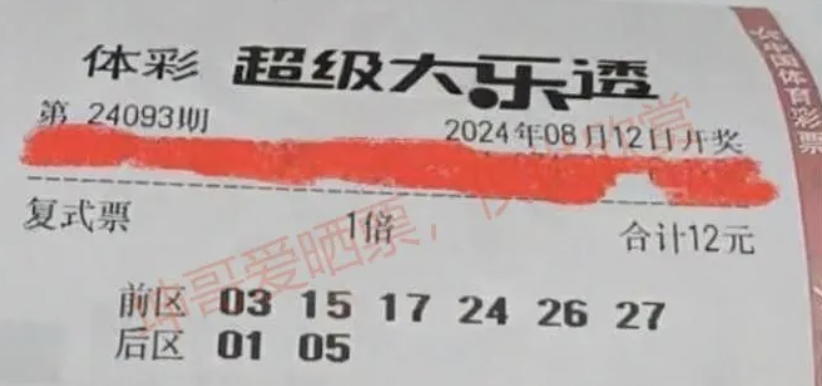 体彩 超级大乐透
第 24093期 2024年08月12日开奖
复式票 1倍 合计12元
前区 03 15 17 24 26 27
后区 01 05
中国体育彩票
哥爱晒票,